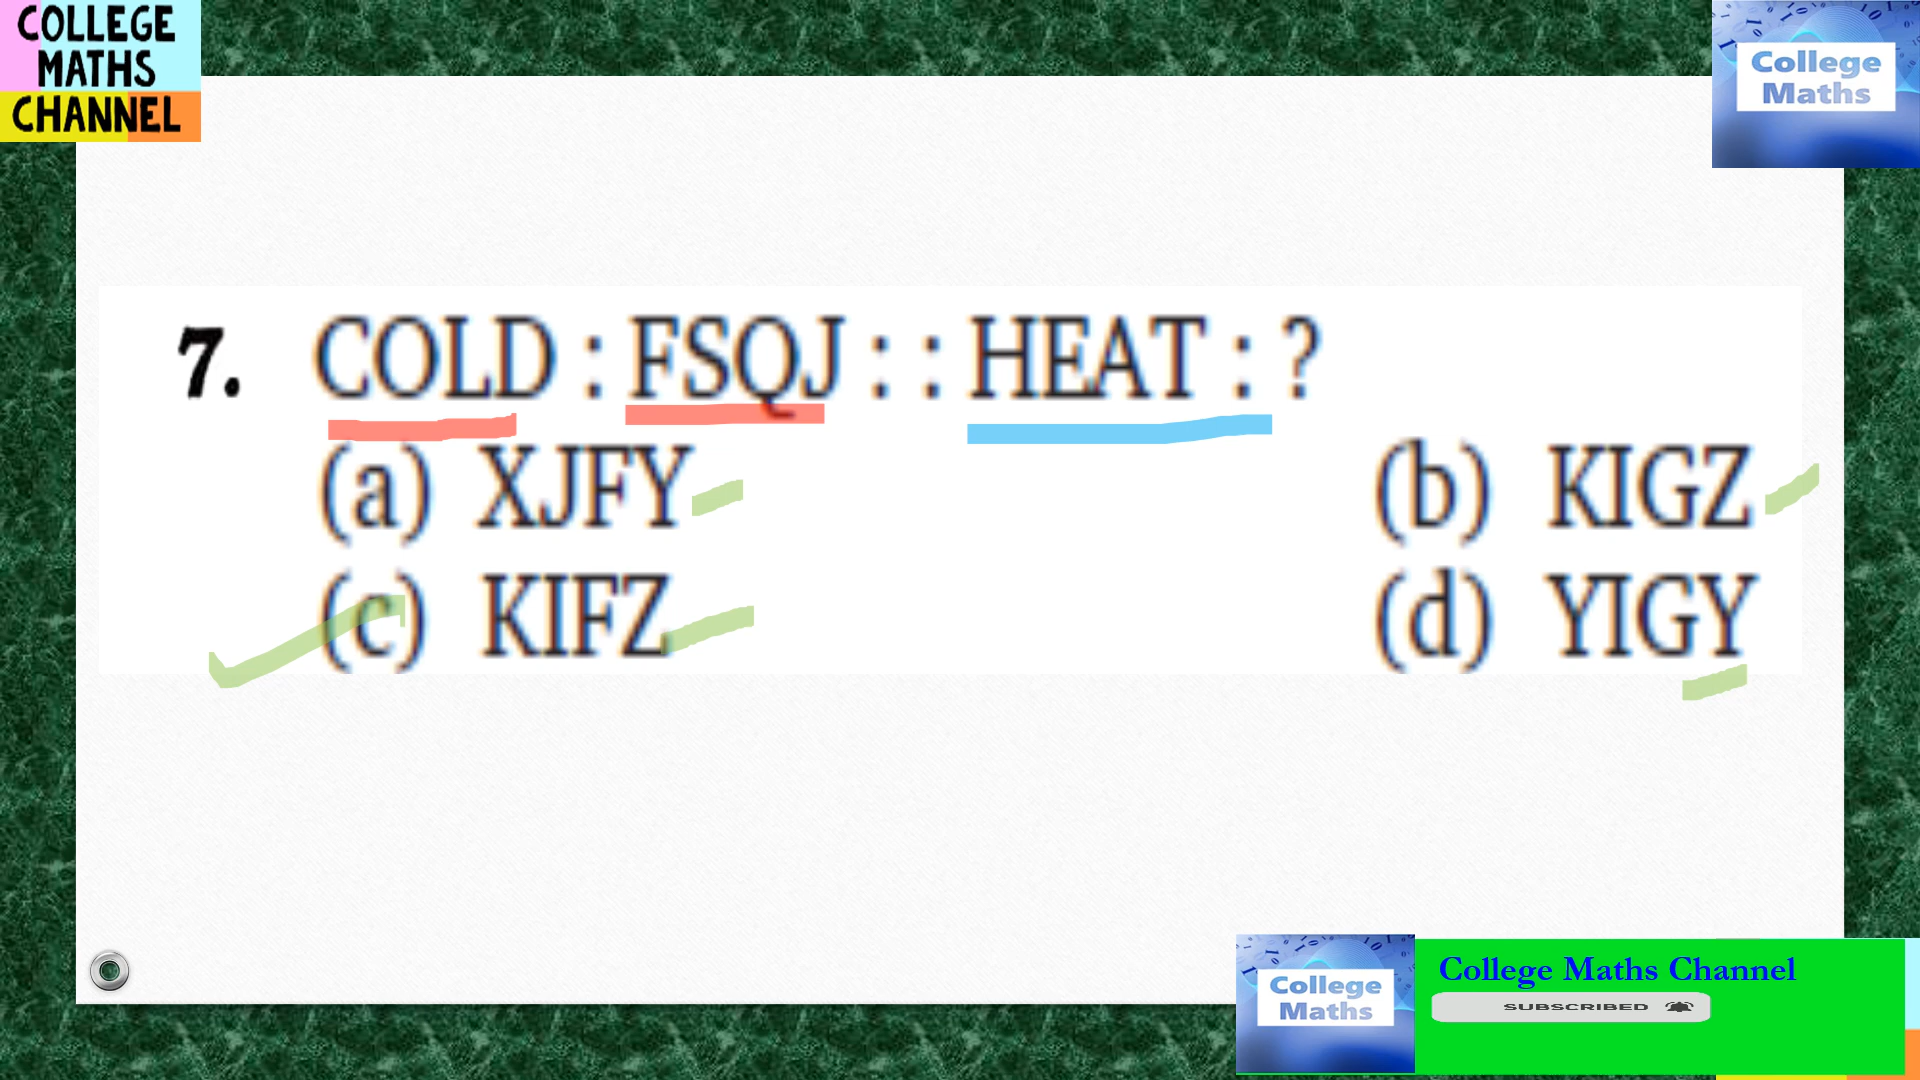 COLLEGE
MATHS
CHANNEL
College
Maths
7. COLD : FSQJ : : HEAT : ?
(a) XJFY (b) KIGZ
(c) KIFZ (d) YIGY
College
Maths
College Maths Channel
SUBSCRIBED